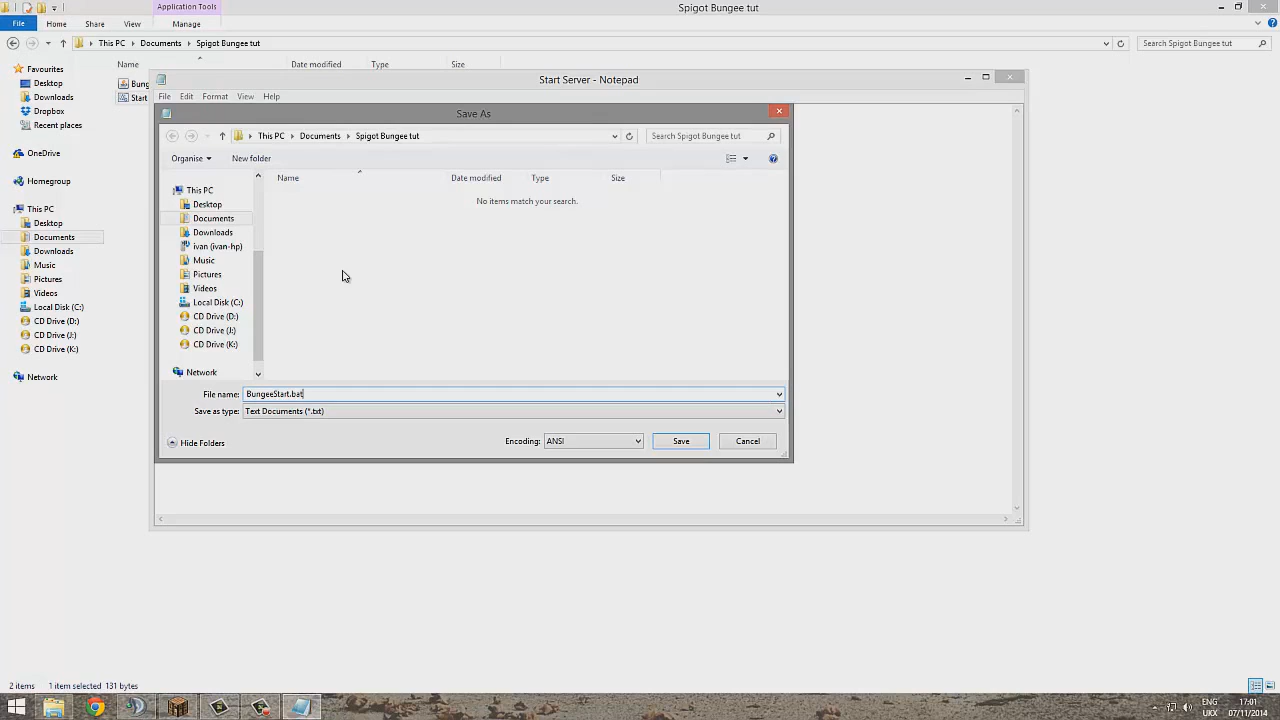 Application Tools
Spigot Bungee tut
File Home Share View Manage
This PC Documents Spigot Bungee tut
Search Spigot Bungee tut
Favourites
Desktop
Downloads
Dropbox
Recent places
OneDrive
Homegroup
This PC
Desktop
Documents
Downloads
Music
Pictures
Videos
Local Disk (C:)
CD Drive (D:)
CD Drive (J:)
CD Drive (K:)
Network
Name Date modified Type Size
Bung
Start
Start Server - Notepad
File Edit Format View Help
Save As
This PC Documents Spigot Bungee tut
Search Spigot Bungee tut
Organise New folder
This PC
Desktop
Documents
Downloads
ivan (ivan-hp)
Music
Pictures
Videos
Local Disk (C:)
CD Drive (D:)
CD Drive (J:)
CD Drive (K:)
Network
Name Date modified Type Size
No items match your search.
File name: BungeeStart.bat
Save as type: Text Documents (*.txt)
Hide Folders
Encoding: ANSI
Save
Cancel
2 items 1 item selected 131 bytes
ENG
UKX
17:01
07/11/2014